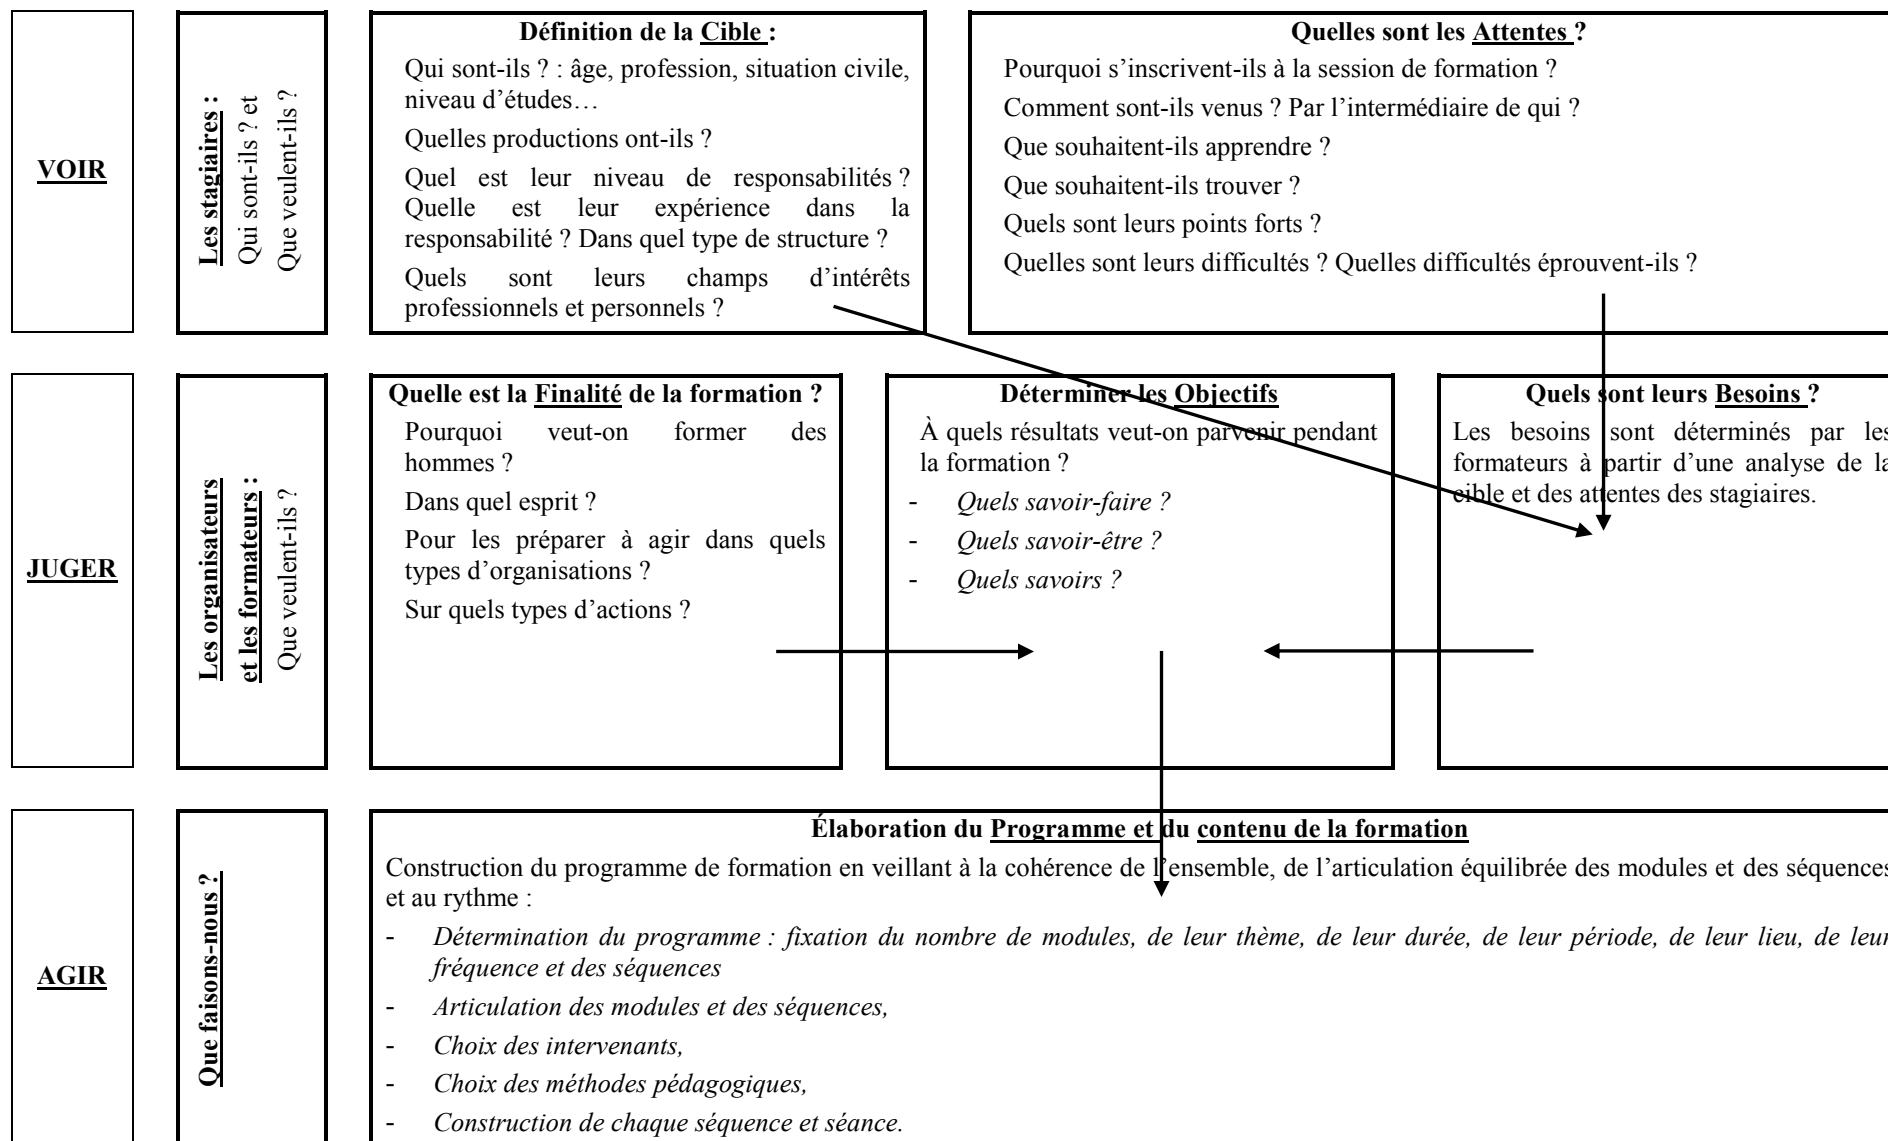 VOIR
Les stagiaires :
Qui sont-ils ? et
Que veulent-ils ?
Définition de la Cible :
Qui sont-ils ? : âge, profession, situation civile,
niveau d’études…
Quelles productions ont-ils ?
Quel est leur niveau de responsabilités ?
Quelle est leur expérience dans la
responsabilité ? Dans quel type de structure ?
Quels sont leurs champs d’intérêts
professionnels et personnels ?
Quelles sont les Attentes ?
Pourquoi s’inscrivent-ils à la session de formation ?
Comment sont-ils venus ? Par l’intermédiaire de qui ?
Que souhaitent-ils apprendre ?
Que souhaitent-ils trouver ?
Quels sont leurs points forts ?
Quelles sont leurs difficultés ? Quelles difficultés éprouvent-ils ?
JUGER
Les organisateurs
et les formateurs :
Que veulent-ils ?
Quelle est la Finalité de la formation ?
Pourquoi veut-on former des
hommes ?
Dans quel esprit ?
Pour les préparer à agir dans quels
types d’organisations ?
Sur quels types d’actions ?
Déterminer les Objectifs
À quels résultats veut-on parvenir pendant
la formation ?
- Quels savoir-faire ?
- Quels savoir-être ?
- Quels savoirs ?
Quels sont leurs Besoins ?
Les besoins sont déterminés par les
formateurs à partir d’une analyse de la
cible et des attentes des stagiaires.
AGIR
Que faisons-nous ?
Élaboration du Programme et du contenu de la formation
Construction du programme de formation en veillant à la cohérence de l’ensemble, de l’articulation équilibrée des modules et des séquences
et au rythme :
- Détermination du programme : fixation du nombre de modules, de leur thème, de leur durée, de leur période, de leur lieu, de leur
fréquence et des séquences
- Articulation des modules et des séquences,
- Choix des intervenants,
- Choix des méthodes pédagogiques,
- Construction de chaque séquence et séance.